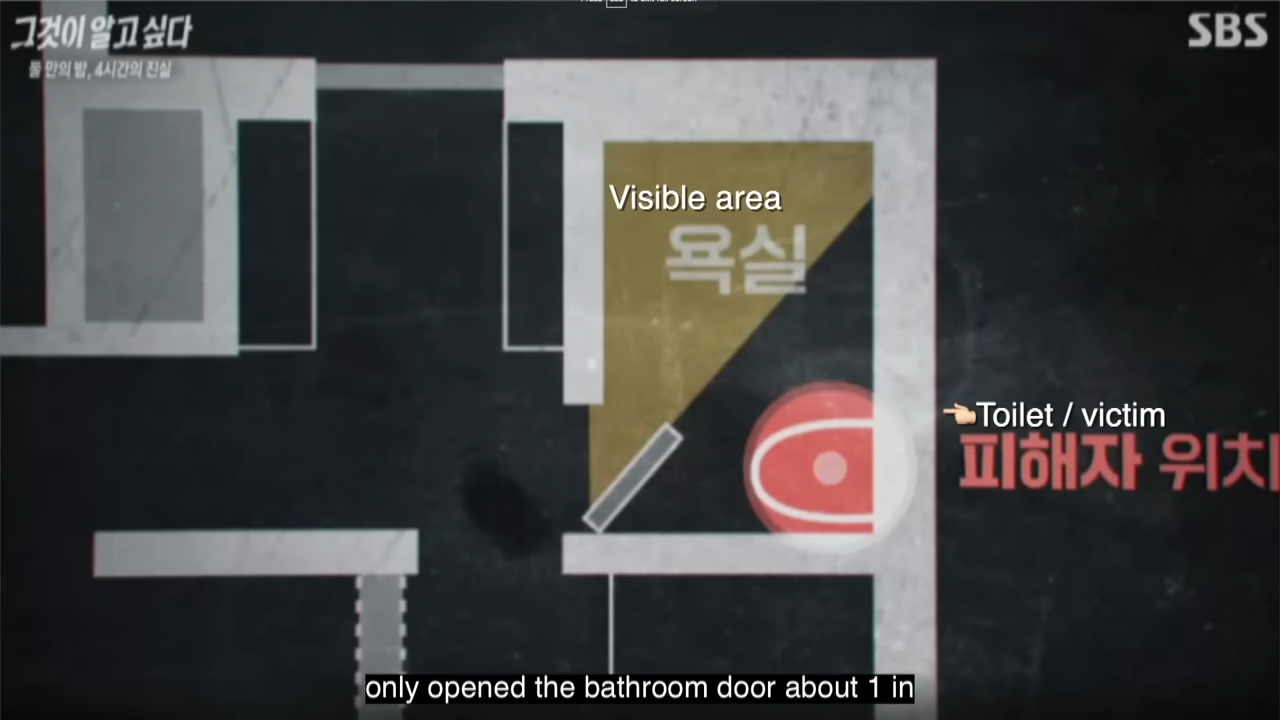 그것이 알고 싶다
둘 만의 밤, 4시간의 진실
SBS
Visible area
욕실
👈🏻Toilet / victim
피해자 위치
only opened the bathroom door about 1 in